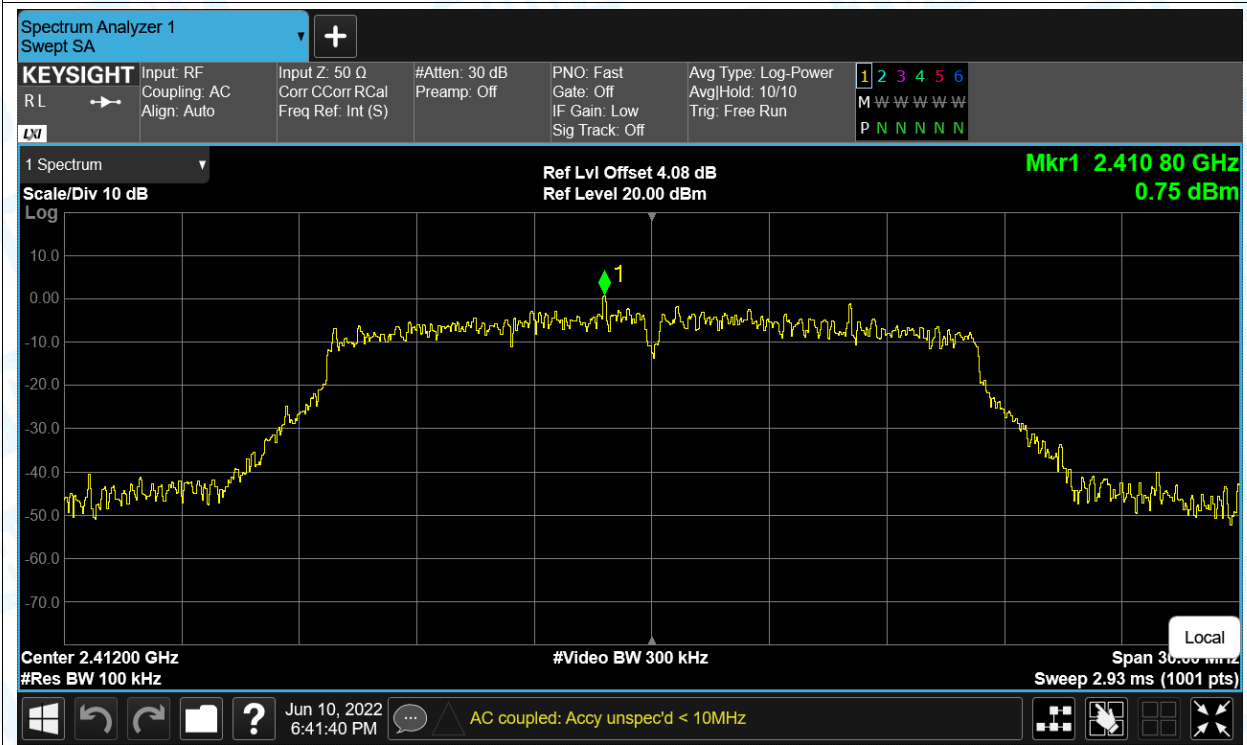 Spectrum Analyzer 1
Swept SA
KEYSIGHT
R L
LXI
Input: RF
Coupling: AC
Align: Auto
Input Z: 50 Ω
Corr CCorr RCal
Freq Ref: Int (S)
#Atten: 30 dB
Preamp: Off
PNO: Fast
Gate: Off
IF Gain: Low
Sig Track: Off
Avg Type: Log-Power
Avg|Hold: 10/10
Trig: Free Run
1 2 3 4 5 6
M W W W W W
P N N N N N
1 Spectrum
Scale/Div 10 dB
Log
Ref Lvl Offset 4.08 dB
Ref Level 20.00 dBm
Mkr1 2.410 80 GHz
0.75 dBm
1
10.0
0.00
-10.0
-20.0
-30.0
-40.0
-50.0
-60.0
-70.0
Local
Center 2.41200 GHz
#Video BW 300 kHz
Span 30.00 MHz
#Res BW 100 kHz
Sweep 2.93 ms (1001 pts)
?
Jun 10, 2022
6:41:40 PM
AC coupled: Accy unspec'd < 10MHz